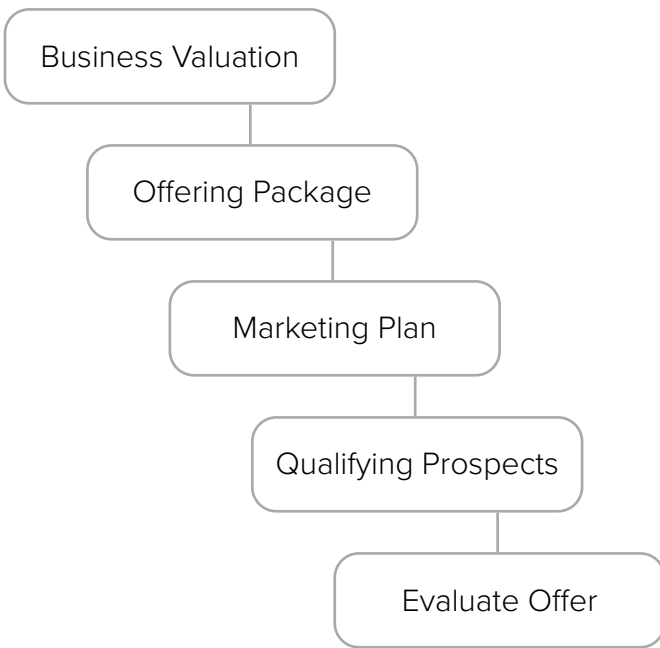 Business Valuation
Offering Package
Marketing Plan
Qualifying Prospects
Evaluate Offer